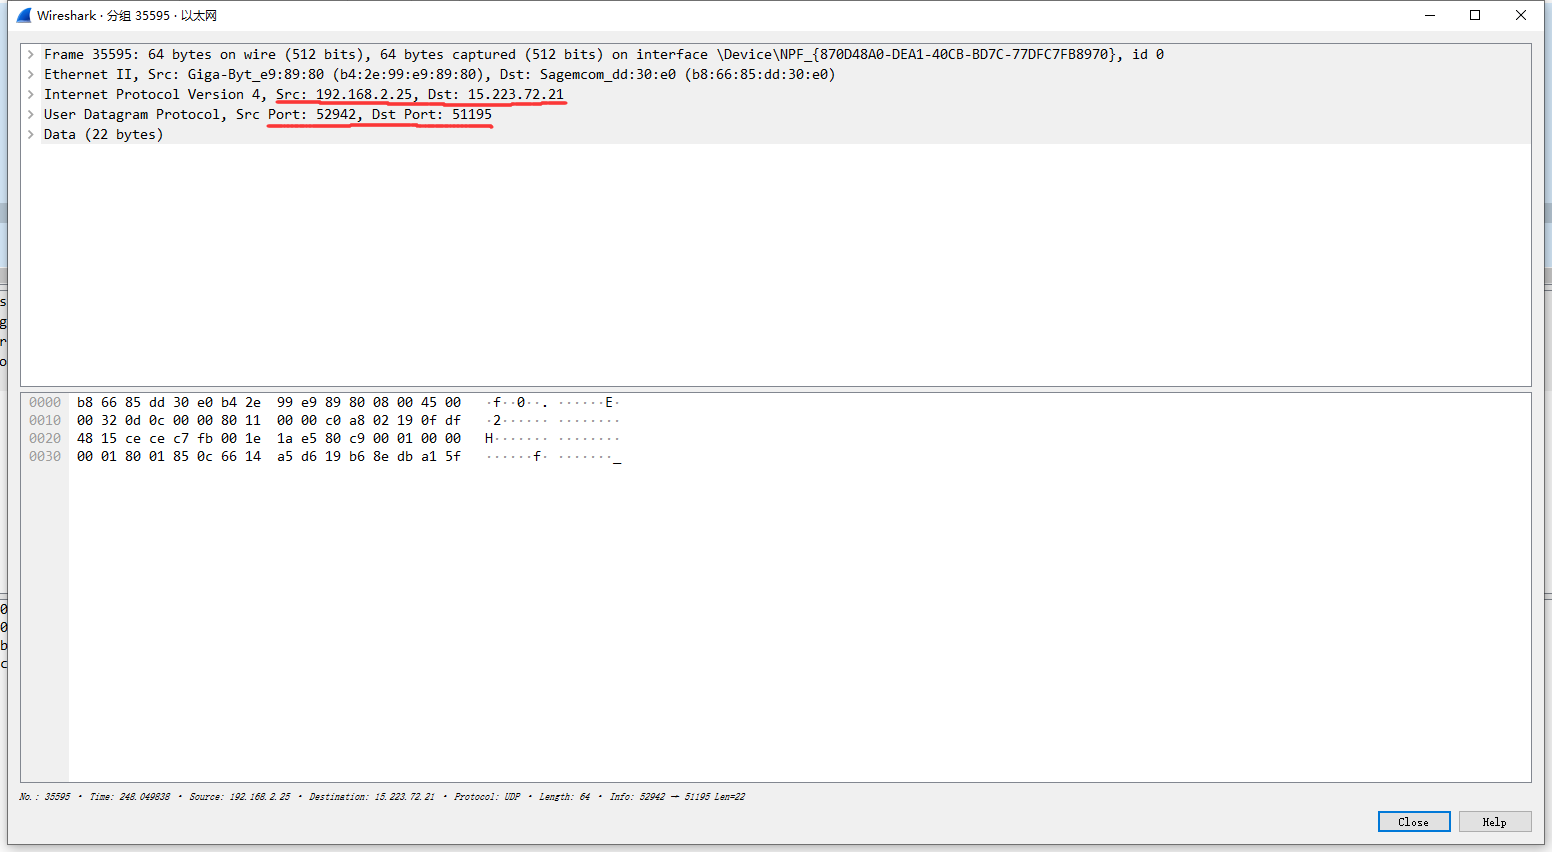 Wireshark · 分组 35595 · 以太网
Frame 35595: 64 bytes on wire (512 bits), 64 bytes captured (512 bits) on interface \Device\NPF_{870D48A0-DEA1-40CB-BD7C-77DFC7FB8970}, id 0
Ethernet II, Src: Giga-Byt_e9:89:80 (b4:2e:99:e9:89:80), Dst: Sagemcom_dd:30:e0 (b8:66:85:dd:30:e0)
Internet Protocol Version 4, Src: 192.168.2.25, Dst: 15.223.72.21
User Datagram Protocol, Src Port: 52942, Dst Port: 51195
Data (22 bytes)
s
g
r
o
0000 b8 66 85 dd 30 e0 b4 2e 99 e9 89 80 08 00 45 00 ·f··0··. ······E·
0010 00 32 0d 0c 00 00 80 11 00 00 c0 a8 02 19 0f df ·2······ ········
0020 48 15 ce ce c7 fb 00 1e 1a e5 80 c9 00 01 00 00 H······· ········
0030 00 01 80 01 85 0c 66 14 a5 d6 19 b6 8e db a1 5f ······f· ·······_
0
0
b
c
No.: 35595 · Time: 248.049838 · Source: 192.168.2.25 · Destination: 15.223.72.21 · Protocol: UDP · Length: 64 · Info: 52942 → 51195 Len=22
Close
Help